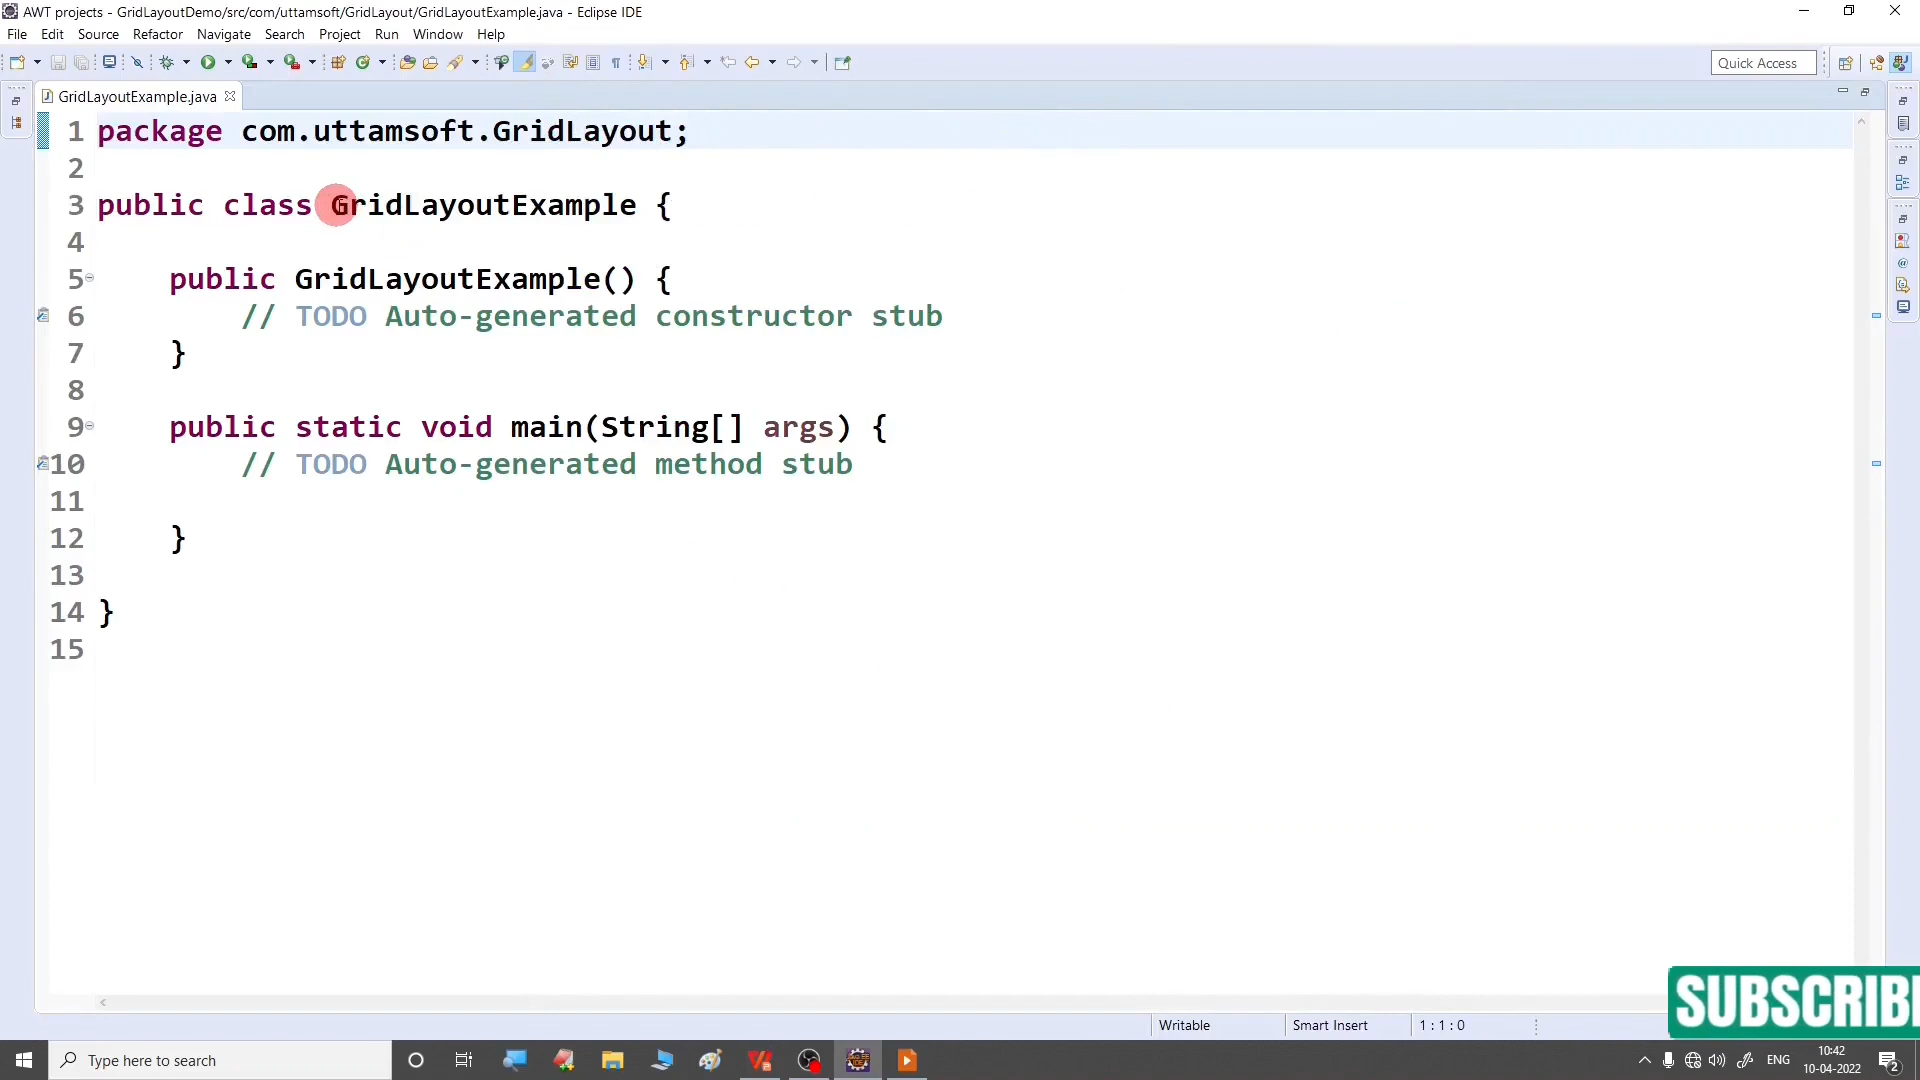 AWT projects - GridLayoutDemo/src/com/uttamsoft/GridLayout/GridLayoutExample.java - Eclipse IDE
File Edit Source Refactor Navigate Search Project Run Window Help
Quick Access
GridLayoutExample.java
1 package com.uttamsoft.GridLayout;
2
3 public class GridLayoutExample {
4
5 public GridLayoutExample() {
6 // TODO Auto-generated constructor stub
7 }
8
9 public static void main(String[] args) {
10 // TODO Auto-generated method stub
11
12 }
13
14 }
15
SUBSCRIB
Writable Smart Insert 1 : 1 : 0
Type here to search
ENG
10:42
10-04-2022
2